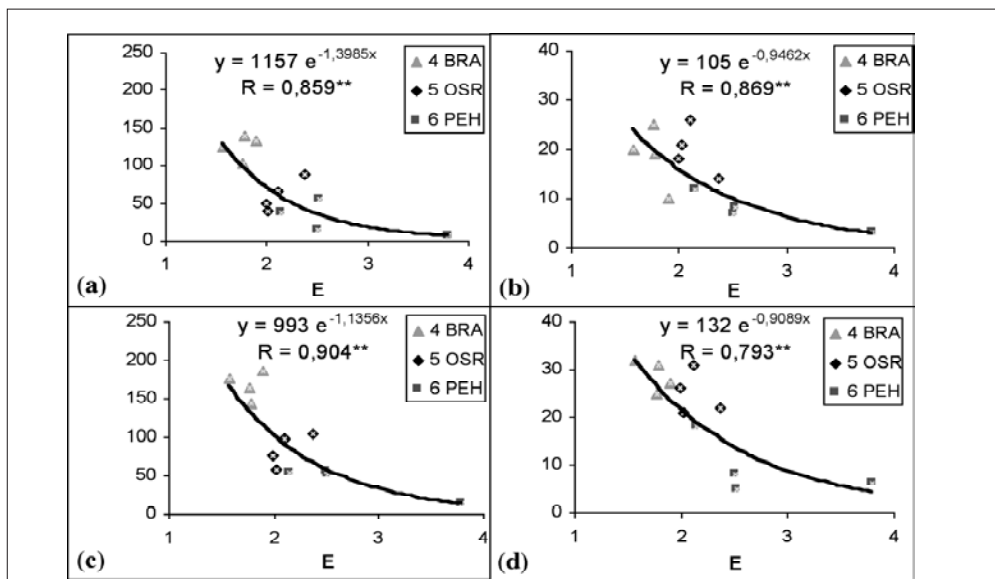 250
200
150
100
50
0
1 2 3 4
E
(a)
y = 1157 e^-1,3985x
R = 0,859**
4 BRA
5 OSR
6 PEH
40
30
20
10
0
1 2 3 4
E
(b)
y = 105 e^-0,9462x
R = 0,869**
4 BRA
5 OSR
6 PEH
250
200
150
100
50
0
1 2 3 4
E
(c)
y = 993 e^-1,1356x
R = 0,904**
4 BRA
5 OSR
6 PEH
40
30
20
10
0
1 2 3 4
E
(d)
y = 132 e^-0,9089x
R = 0,793**
4 BRA
5 OSR
6 PEH